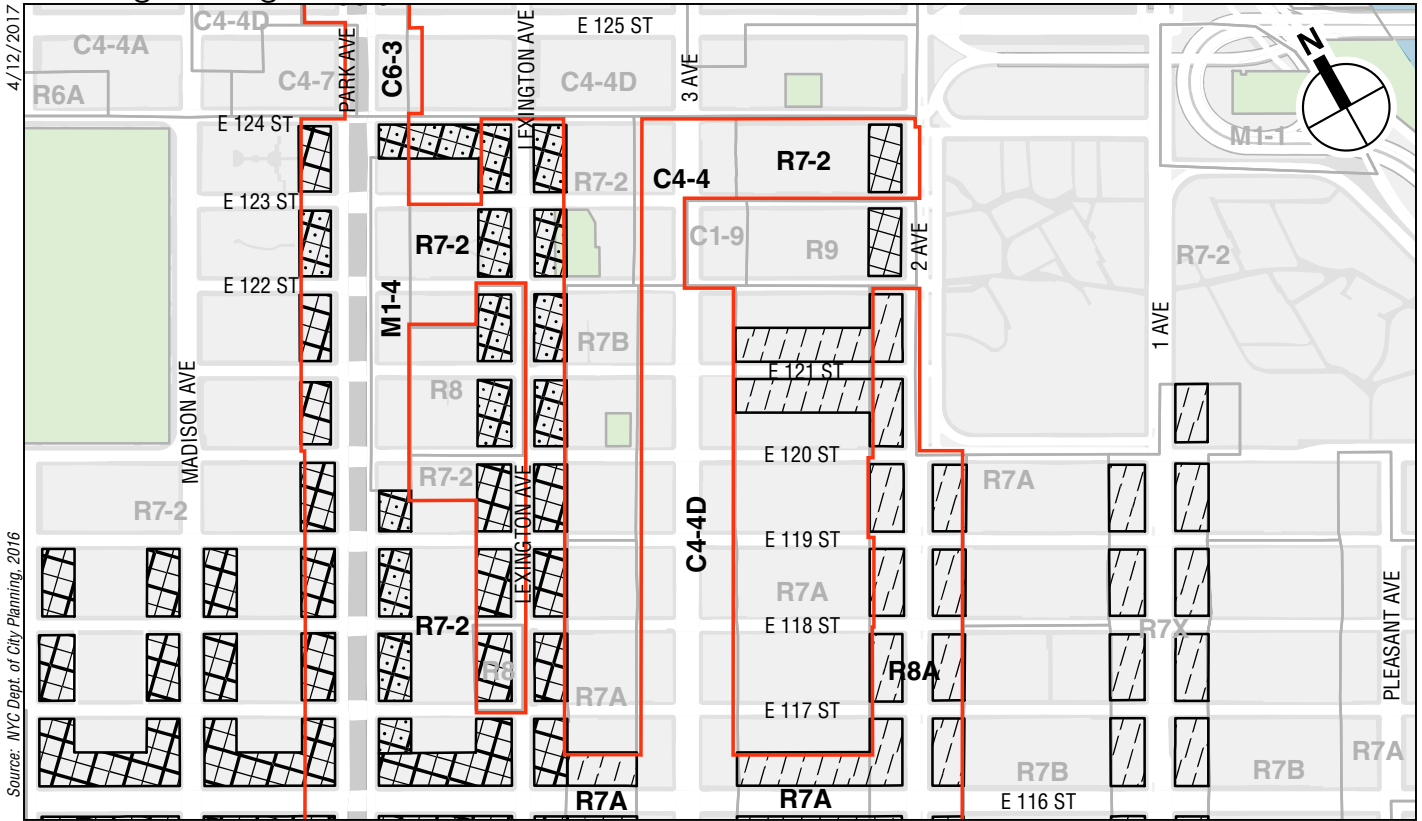 4/12/2017
C4-4D
E 125 ST
C4-4A
C4-7
PARK AVE
C6-3
LEXINGTON AVE
C4-4D
3 AVE
N
R6A
M1-1
E 124 ST
R7-2
C4-4
R7-2
E 123 ST
R7-2
C1-9
R9
2 AVE
R7-2
E 122 ST
M1-4
R7B
1 AVE
E 121 ST
MADISON AVE
R8
E 120 ST
R7-2
R7A
R7-2
LEXINGTON AVE
C4-4D
E 119 ST
R7A
PLEASANT AVE
R7-2
E 118 ST
R7X
R8
R8A
R7A
E 117 ST
R7A
R7B
R7B
R7A
R7A
E 116 ST
Source: NYC Dept. of City Planning, 2016